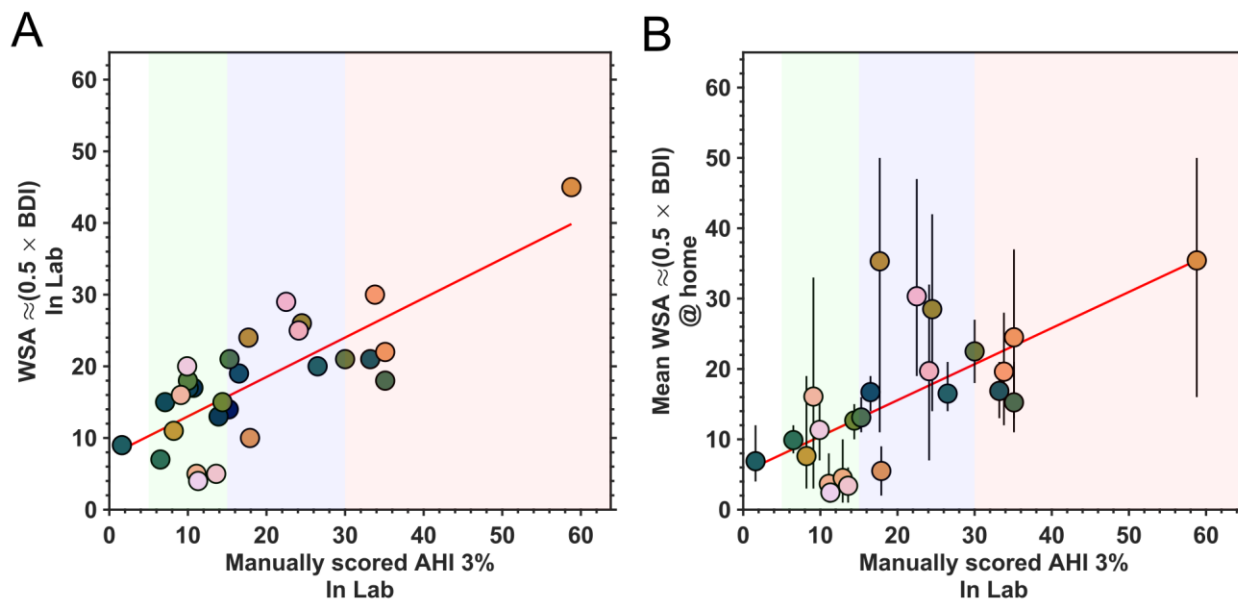 A
WSA ≈(0.5 × BDI)
In Lab
60
50
40
30
20
10
0
0 10 20 30 40 50 60
Manually scored AHI 3%
In Lab
B
Mean WSA ≈(0.5 × BDI)
@ home
60
50
40
30
20
10
0
0 10 20 30 40 50 60
Manually scored AHI 3%
In Lab